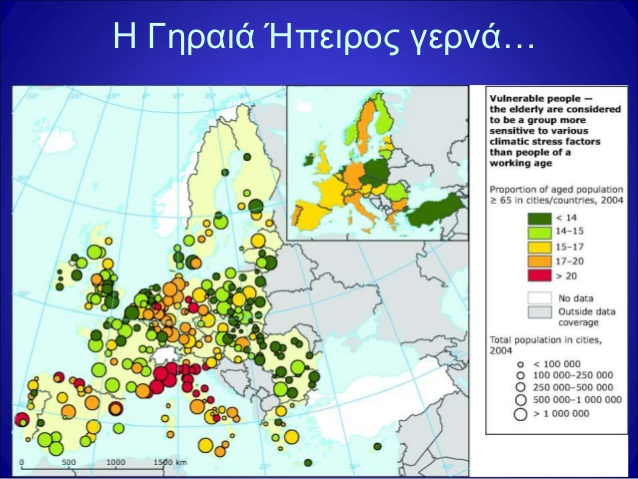 Η Γηραιά Ήπειρος γερνά…
Vulnerable people —
the elderly are considered
to be a group more
sensitive to various
climatic stress factors
than people of a
working age
Proportion of aged population
≥ 65 in cities/countries, 2004
< 14
14–15
15–17
17–20
> 20
No data
Outside data
coverage
Total population in cities,
2004
< 100 000
100 000–250 000
250 000–500 000
500 000–1 000 000
> 1 000 000
0 500 1000 1500 km